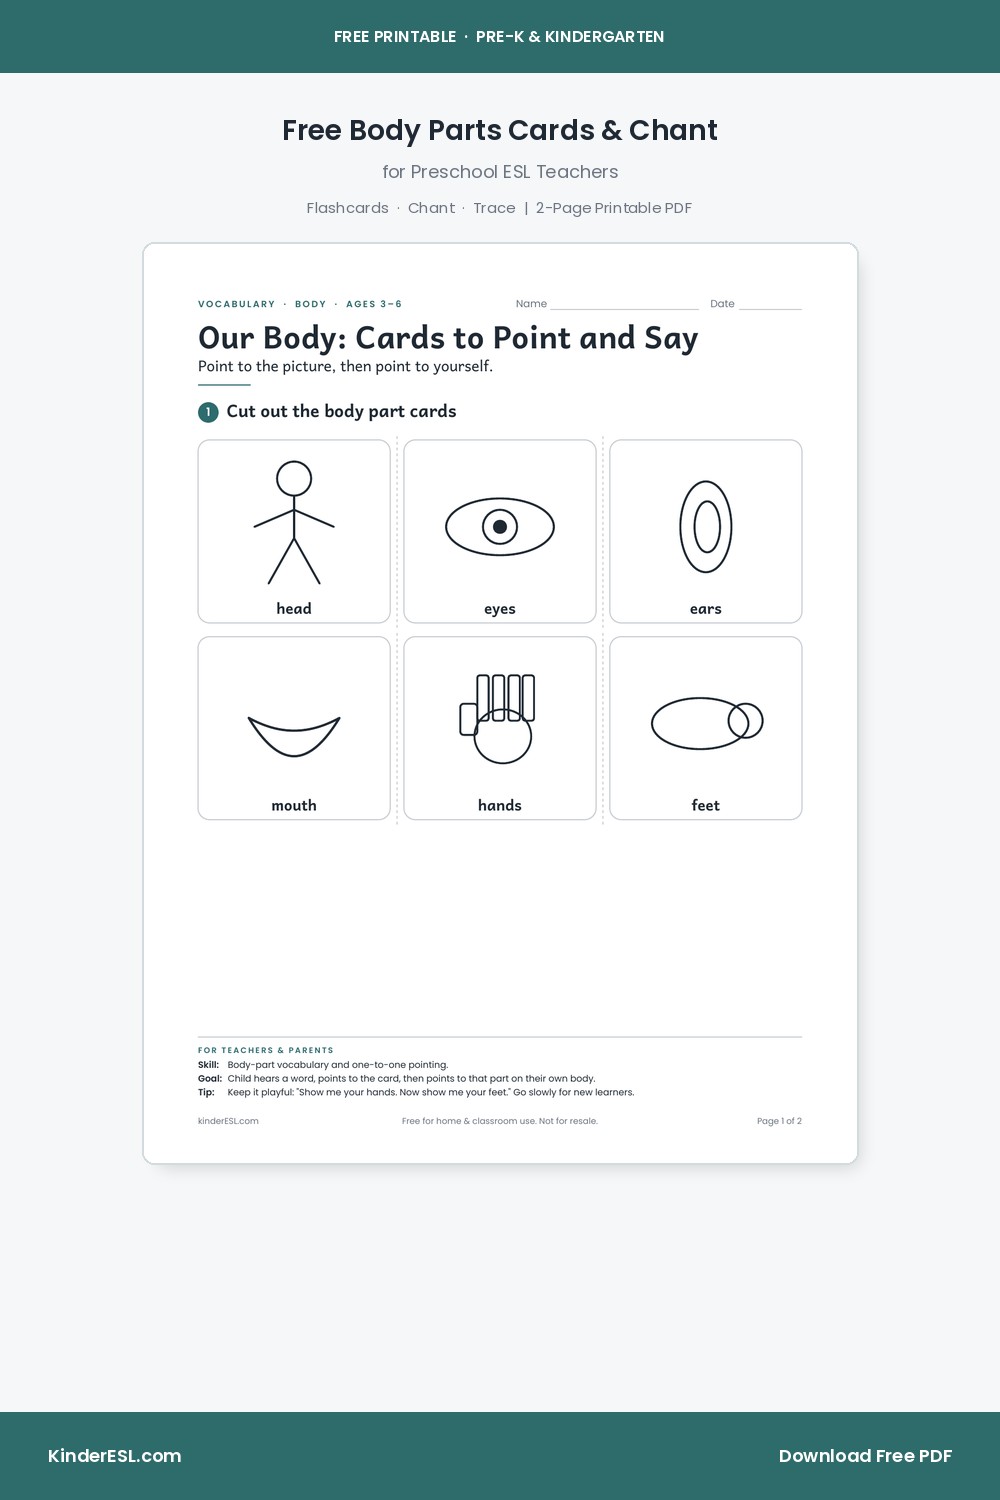 FREE PRINTABLE · PRE-K & KINDERGARTEN
Free Body Parts Cards & Chant
for Preschool ESL Teachers
Flashcards · Chant · Trace | 2-Page Printable PDF
VOCABULARY · BODY · AGES 3–6 Name Date
Our Body: Cards to Point and Say
Point to the picture, then point to yourself.
1 Cut out the body part cards
head eyes ears
mouth hands feet
FOR TEACHERS & PARENTS
Skill: Body-part vocabulary and one-to-one pointing.
Goal: Child hears a word, points to the card, then points to that part on their own body.
Tip: Keep it playful: "Show me your hands. Now show me your feet." Go slowly for new learners.
kinderESL.com Free for home & classroom use. Not for resale. Page 1 of 2
KinderESL.com Download Free PDF